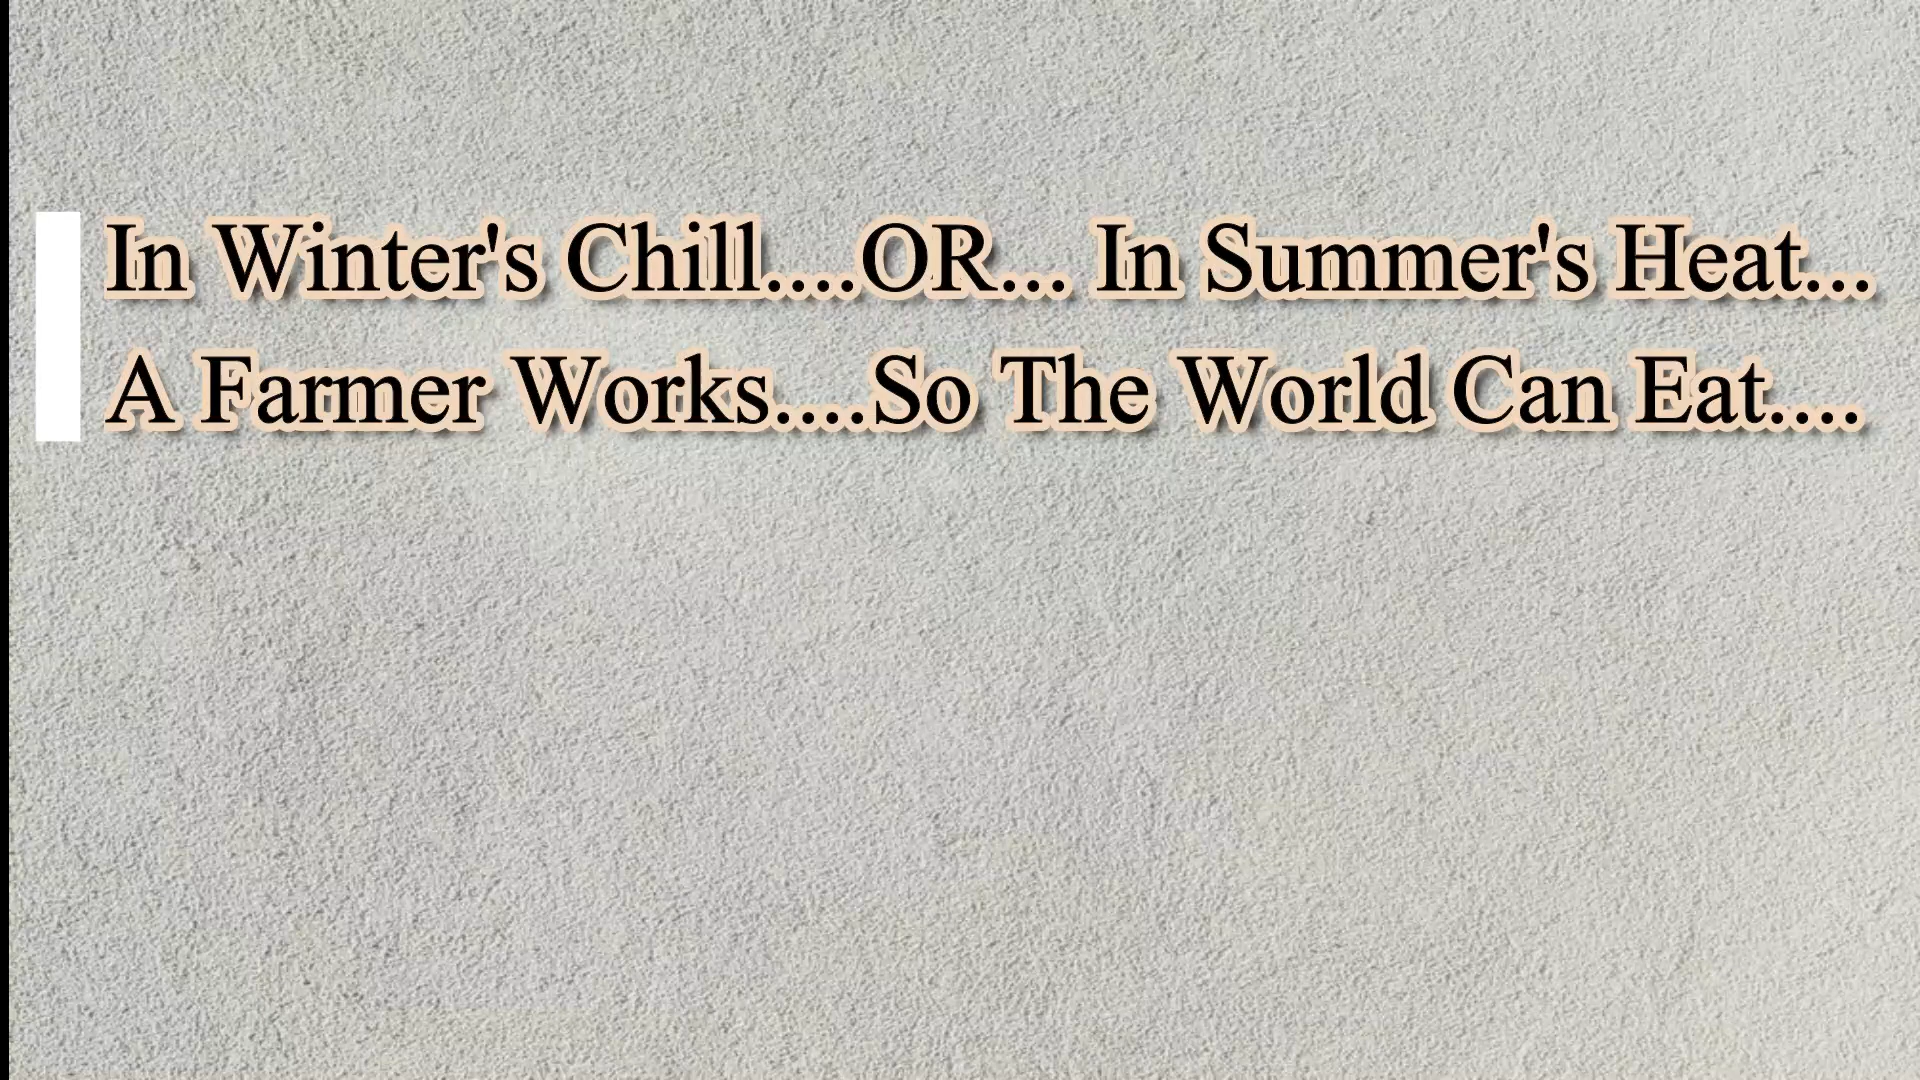 In Winter's Chill....OR... In Summer's Heat...
A Farmer Works....So The World Can Eat....